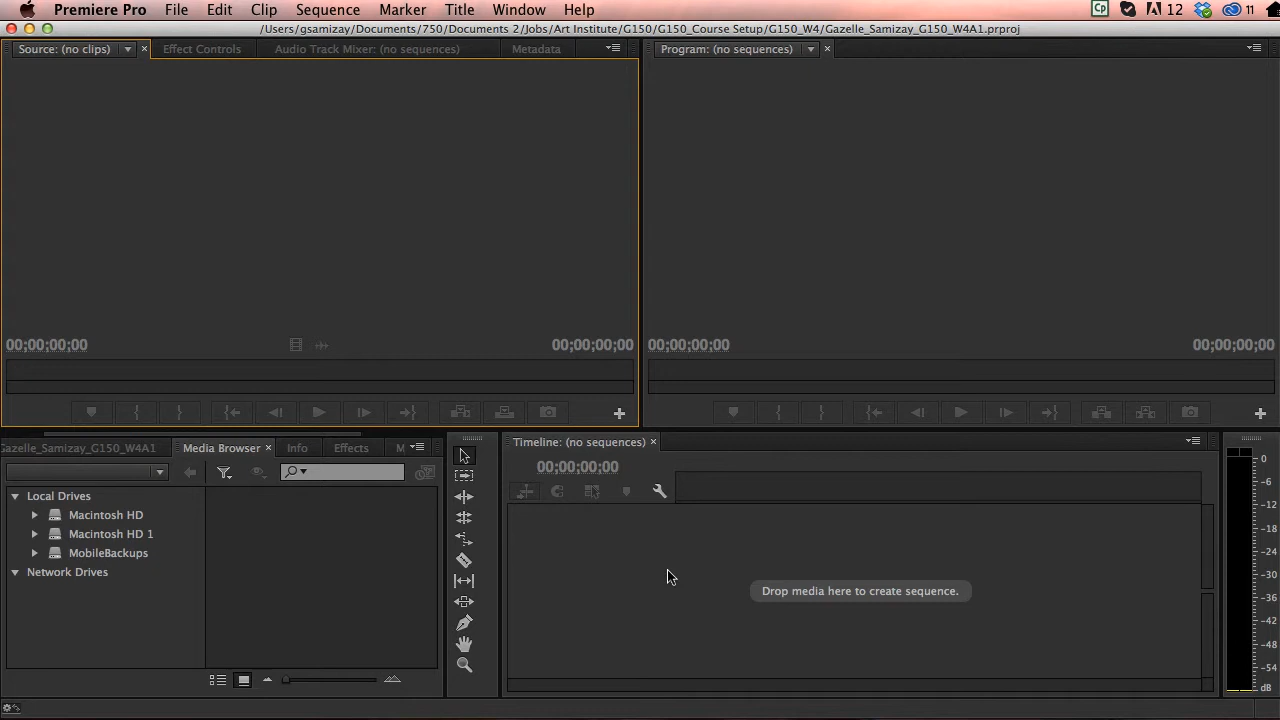 Premiere Pro File Edit Clip Sequence Marker Title Window Help 12 11
/Users/gsamizay/Documents/750/Documents 2/Jobs/Art Institute/G150/G150_Course Setup/G150_W4/Gazelle_Samizay_G150_W4A1.prproj
Source: (no clips) Effect Controls Audio Track Mixer: (no sequences) Metadata Program: (no sequences)
00;00;00;00 00;00;00;00 00;00;00;00 00;00;00;00
Gazelle_Samizay_G150_W4A1 Media Browser Info Effects M Timeline: (no sequences)
00;00;00;00
Local Drives
Macintosh HD
Macintosh HD 1
MobileBackups
Network Drives
Drop media here to create sequence.
0
-6
-12
-18
-24
-30
-36
-42
-48
-54
dB